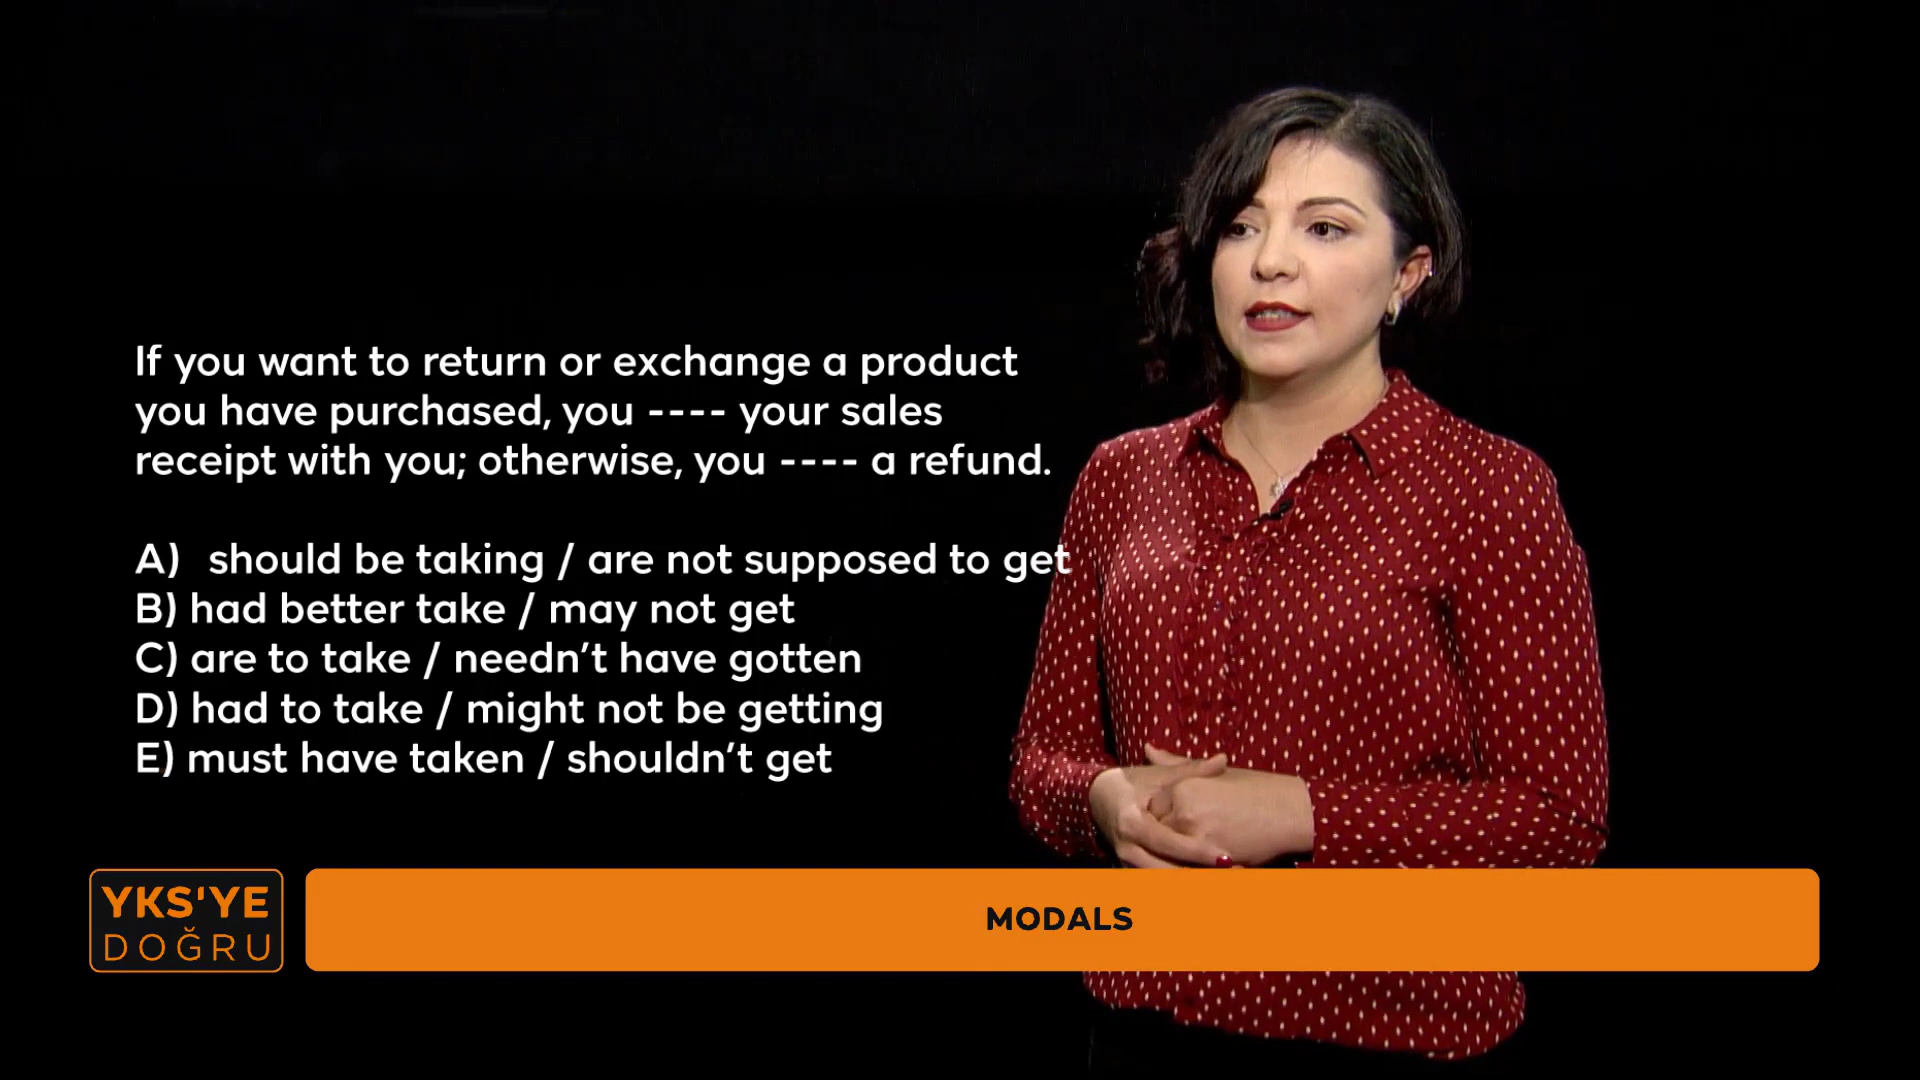 If you want to return or exchange a product
you have purchased, you ---- your sales
receipt with you; otherwise, you ---- a refund.
A) should be taking / are not supposed to get
B) had better take / may not get
C) are to take / needn't have gotten
D) had to take / might not be getting
E) must have taken / shouldn't get
YKS'YE
DOĞRU
MODALS